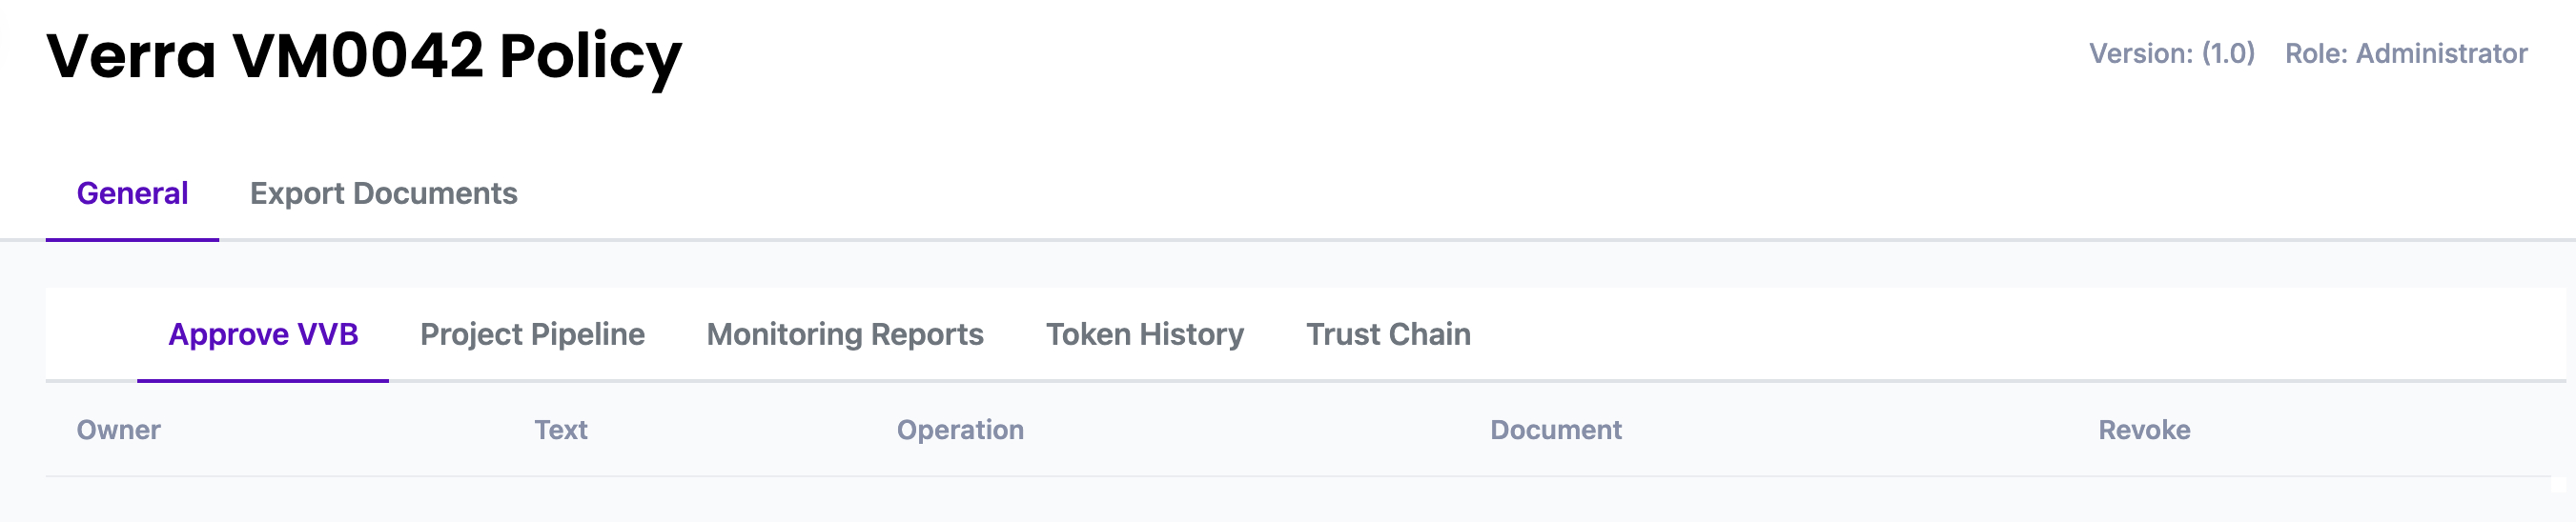 Verra VM0042 Policy
Version: (1.0) Role: Administrator
General Export Documents
Approve VVB Project Pipeline Monitoring Reports Token History Trust Chain
Owner Text Operation Document Revoke